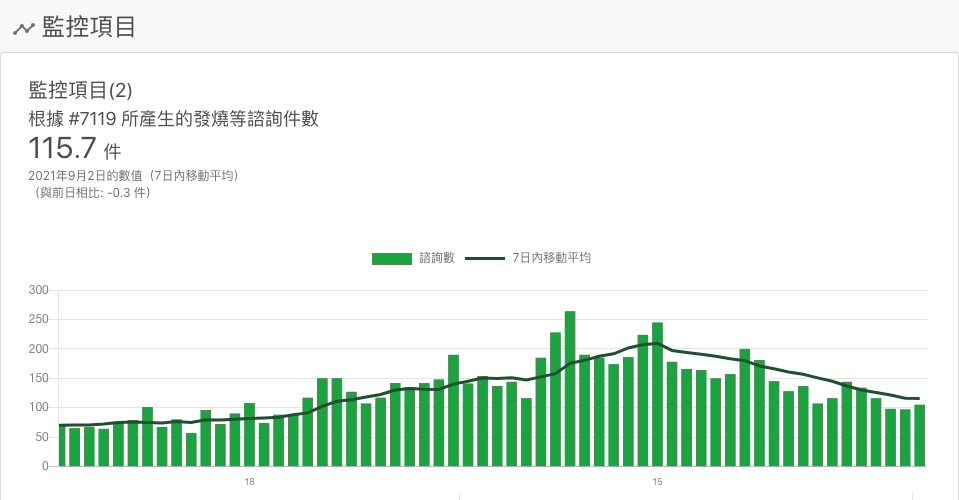 監控項目
監控項目(2)
根據 #7119 所產生的發燒等諮詢件數
115.7 件
2021年9月2日的數值（7日內移動平均）
（與前日相比: -0.3 件）
諮詢數 7日內移動平均
300
250
200
150
100
50
0
18 15